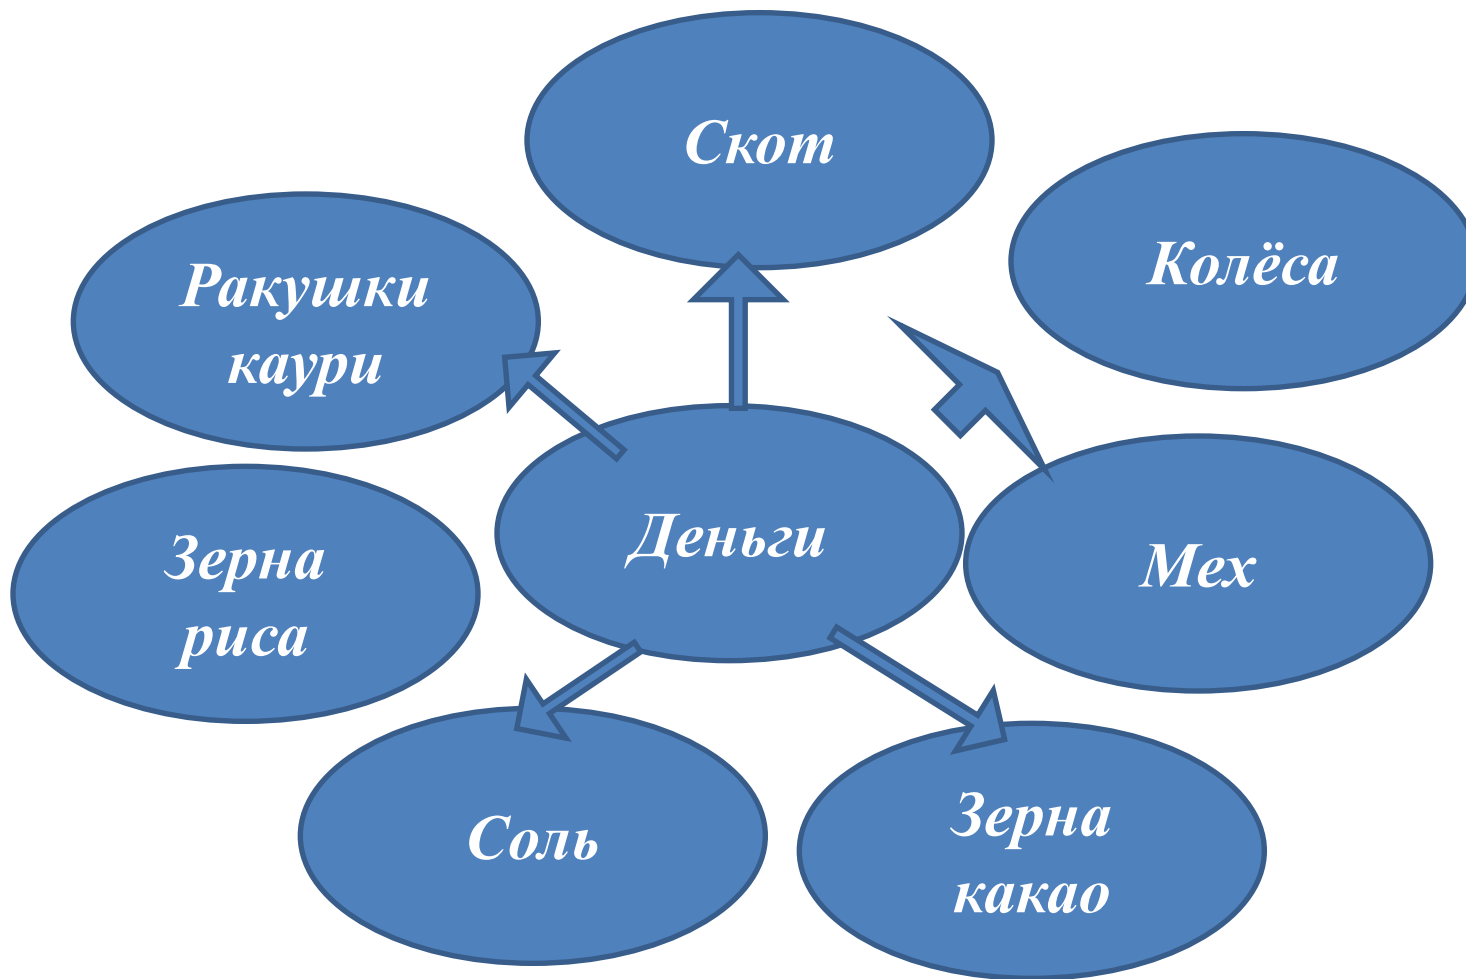 Скот
Колёса
Ракушки
каури
Деньги
Зерна
риса
Мех
Соль
Зерна
какао